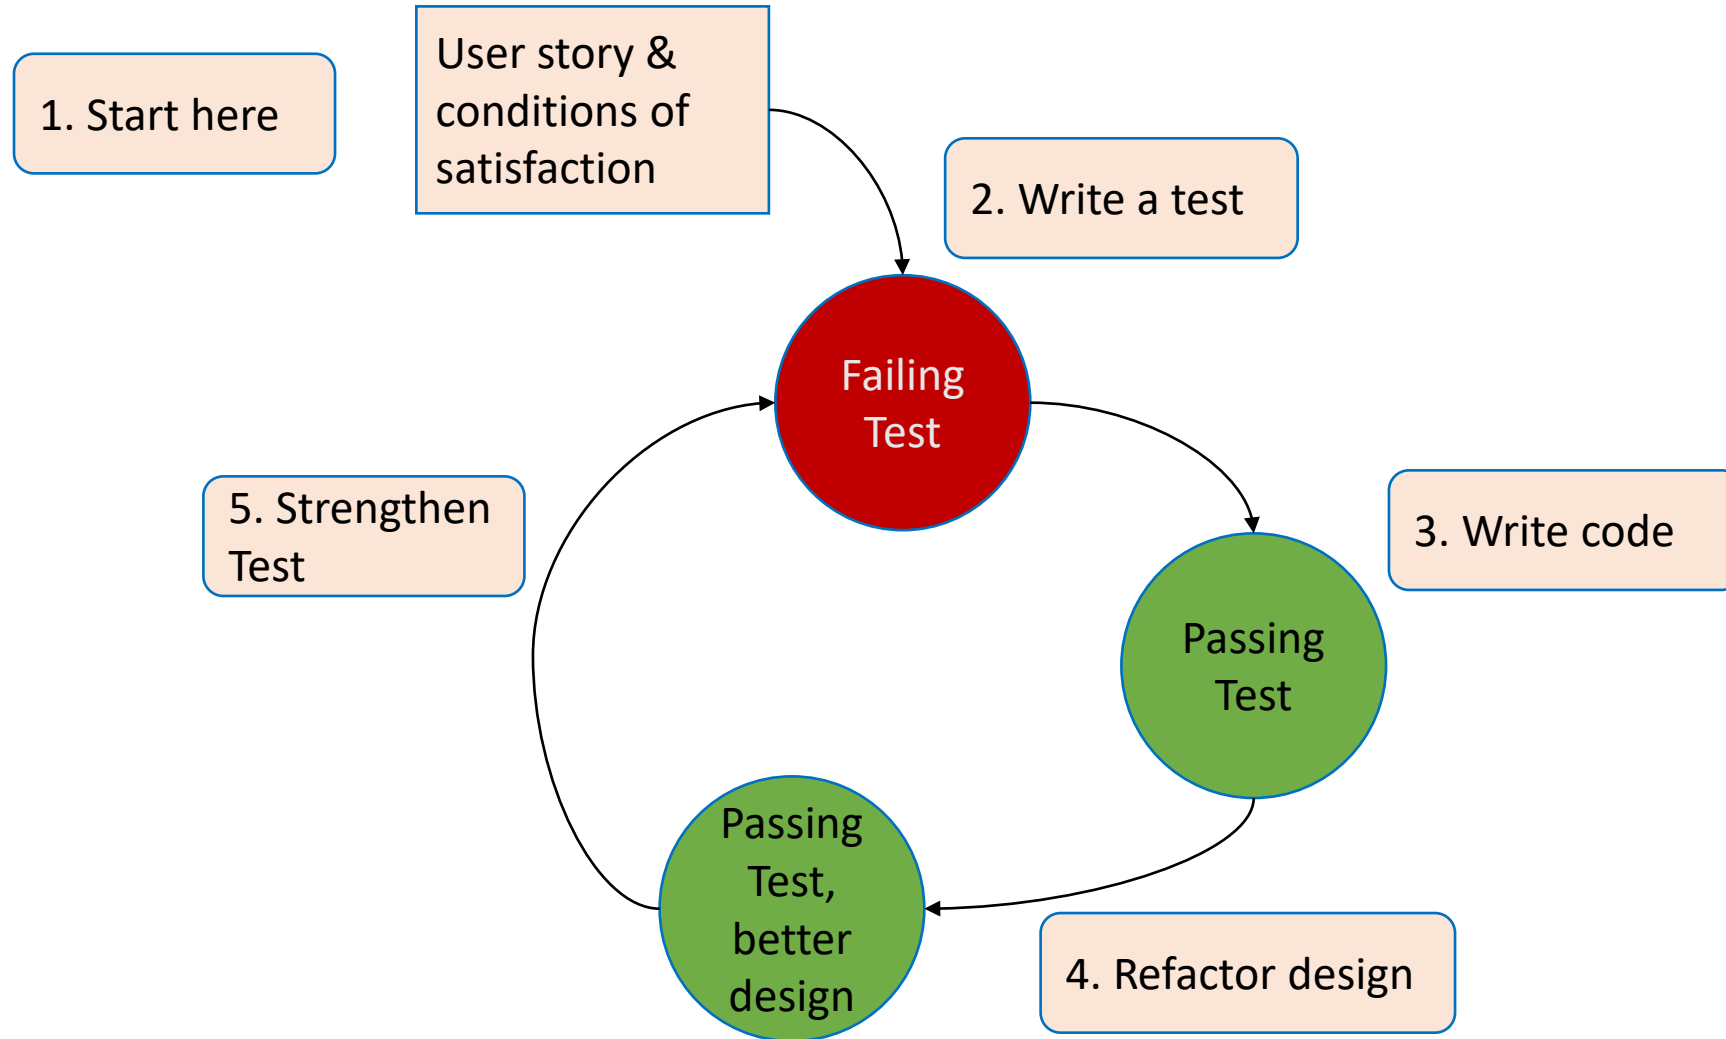 1. Start here
User story &
conditions of
satisfaction
2. Write a test
Failing
Test
5. Strengthen
Test
3. Write code
Passing
Test
Passing
Test,
better
design
4. Refactor design